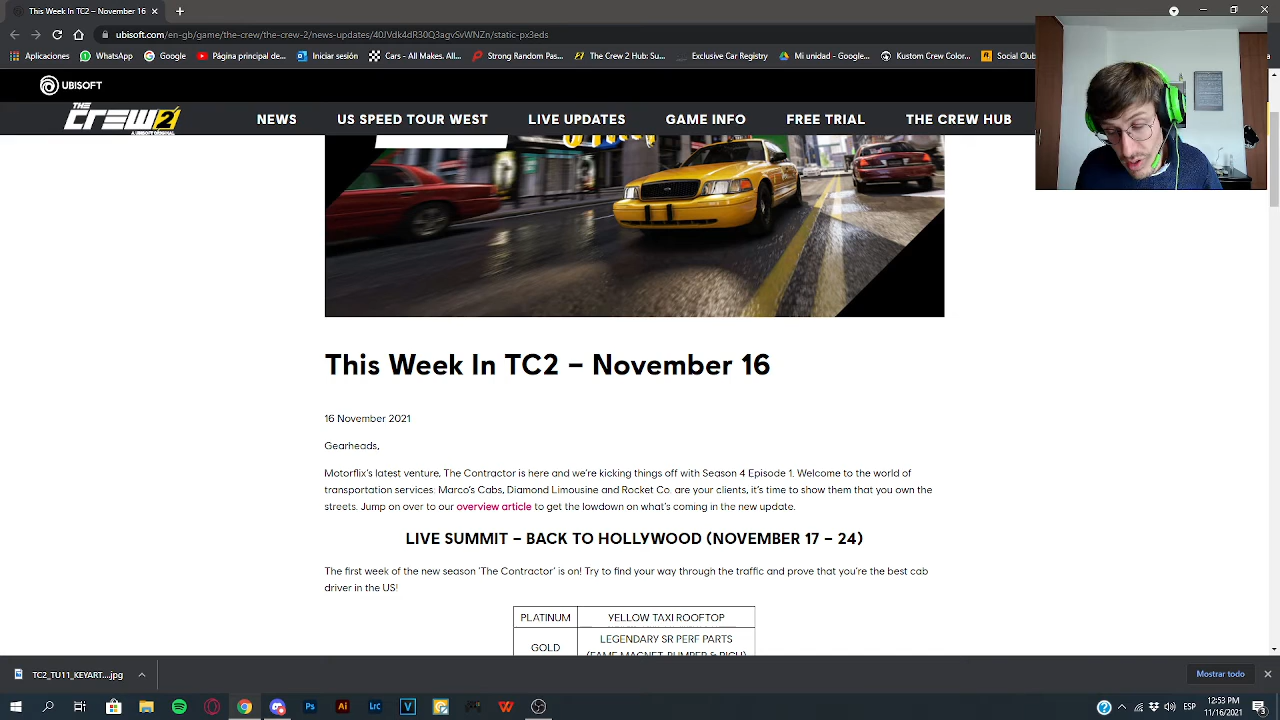 This Week In TC2 – November 16
ubisoft.com/en-gb/game/the-crew/the-crew-2/news-updates/40IVdk4dR30Q3agvSvWNZn/static-px3eds
Aplicaciones WhatsApp Google Página principal de... Iniciar sesión Cars - All Makes, All... Random Pas... The Crew 2 Hub: Su... Exclusive Car Registry Mi unidad – Google... Kustom Crew Color... Social
UBISOFT
THE CREW 2
NEWS US SPEED TOUR WEST LIVE UPDATES GAME INFO FREE TRIAL THE CREW HUB
This Week In TC2 – November 16
16 November 2021
Gearheads,
Motorflix's latest venture, The Contractor is here and we're kicking things off with Season 4 Episode 1. Welcome to the world of
transportation services: Marco's Cabs, Diamond Limousine and Rocket Co. are your clients, it's time to show them that you own the
streets. Jump on over to our overview article to get the lowdown on what's coming in the new update.
LIVE SUMMIT – BACK TO HOLLYWOOD (NOVEMBER 17 – 24)
The first week of the new season 'The Contractor' is on! Try to find your way through the traffic and prove that you're the best cab
driver in the US!
PLATINUM YELLOW TAXI ROOFTOP
GOLD LEGENDARY SR PERF PARTS
TC2_TU11_KEYART....jpg Mostrar todo
ESP 12:53 PM
11/16/2021